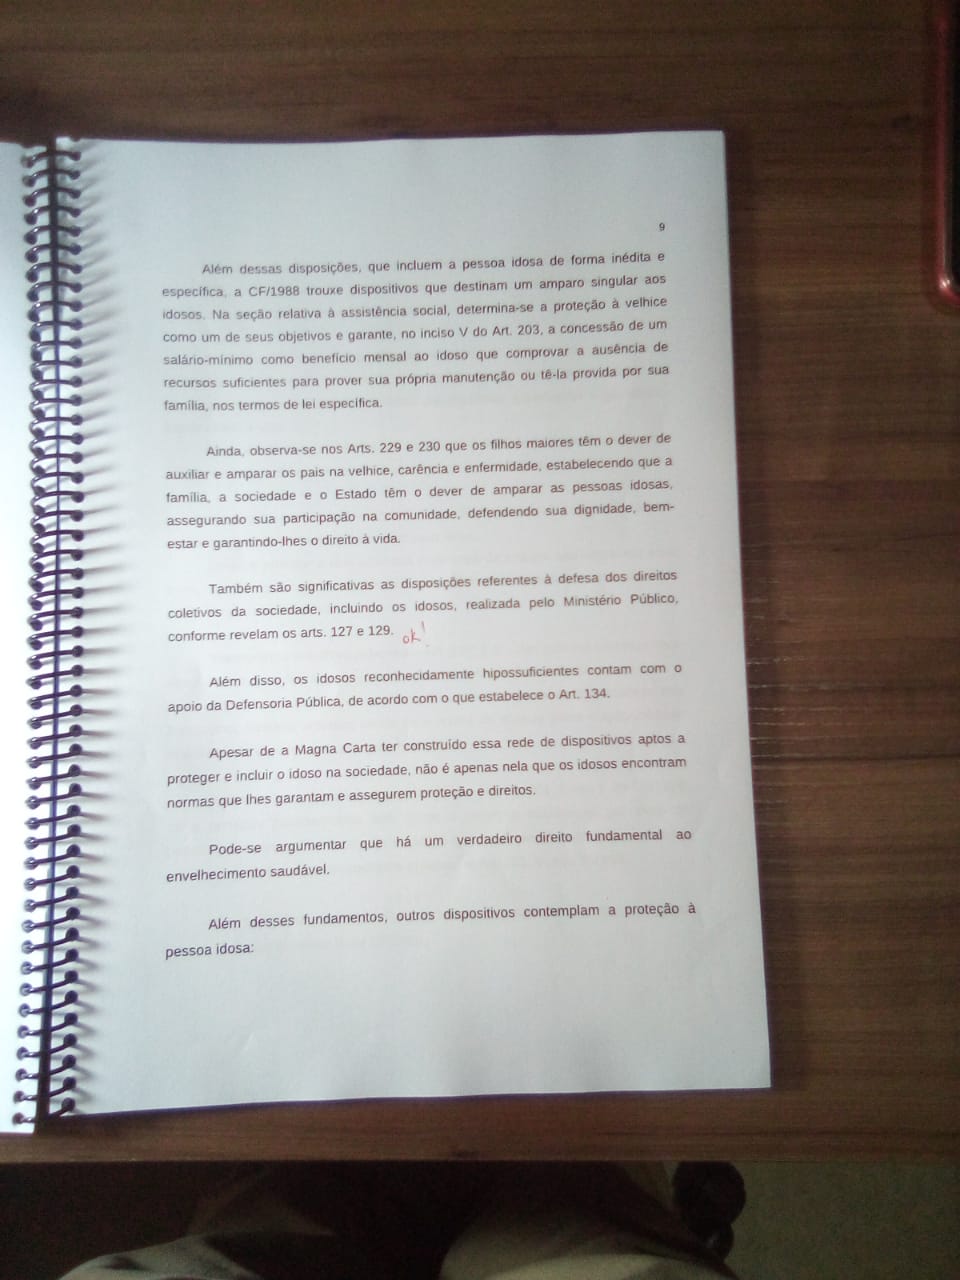 9
Além dessas disposições, que incluem a pessoa idosa de forma inédita e
específica, a CF/1988 trouxe dispositivos que destinam um amparo singular aos
idosos. Na seção relativa à assistência social, determina-se a proteção à velhice
como um de seus objetivos e garante, no inciso V do Art. 203, a concessão de um
salário-mínimo como benefício mensal ao idoso que comprovar a ausência de
recursos suficientes para prover sua própria manutenção ou tê-la provida por sua
família, nos termos de lei específica.
Ainda, observa-se nos Arts. 229 e 230 que os filhos maiores têm o dever de
auxiliar e amparar os pais na velhice, carência e enfermidade, estabelecendo que a
família, a sociedade e o Estado têm o dever de amparar as pessoas idosas,
assegurando sua participação na comunidade, defendendo sua dignidade, bem-
estar e garantindo-lhes o direito à vida.
Também são significativas as disposições referentes à defesa dos direitos
coletivos da sociedade, incluindo os idosos, realizada pelo Ministério Público,
conforme revelam os arts. 127 e 129. ok!
Além disso, os idosos reconhecidamente hipossuficientes contam com o
apoio da Defensoria Pública, de acordo com o que estabelece o Art. 134.
Apesar de a Magna Carta ter construído essa rede de dispositivos aptos a
proteger e incluir o idoso na sociedade, não é apenas nela que os idosos encontram
normas que lhes garantam e assegurem proteção e direitos.
Pode-se argumentar que há um verdadeiro direito fundamental ao
envelhecimento saudável.
Além desses fundamentos, outros dispositivos contemplam a proteção à
pessoa idosa: